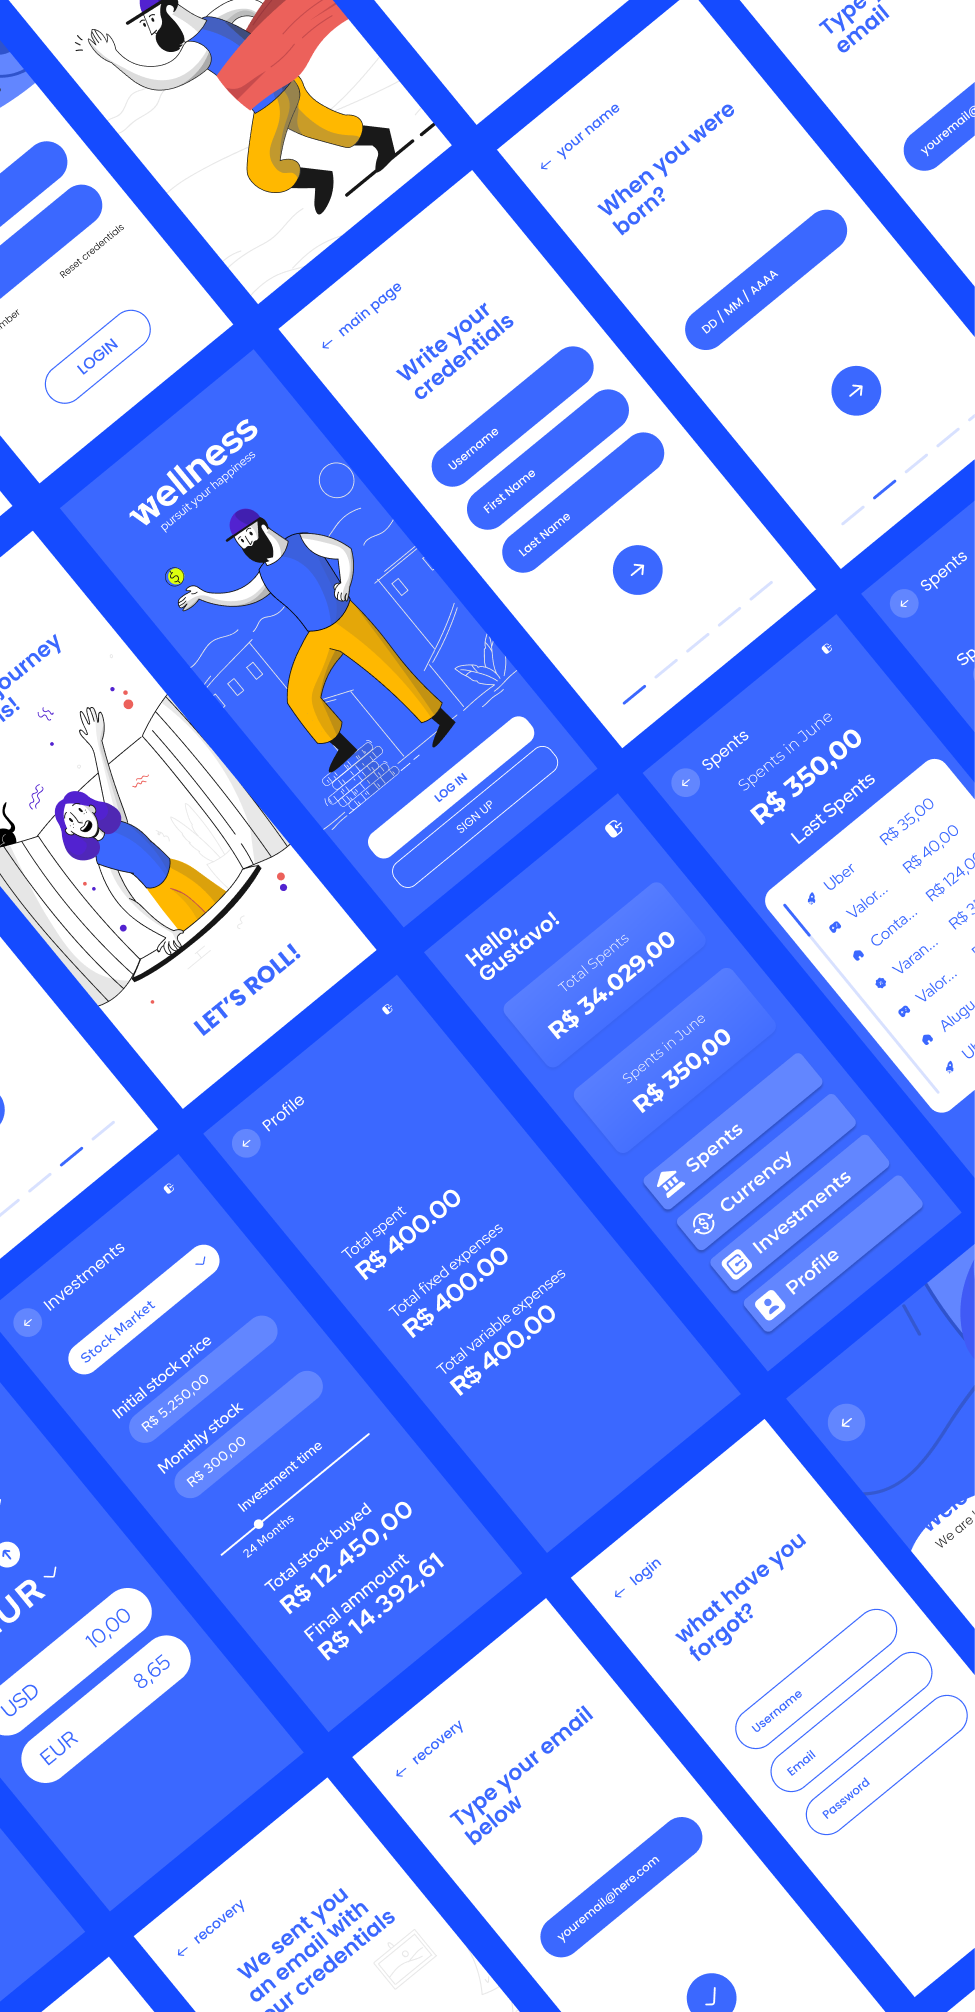 Reset credentials
LOGIN
← main page
Write your
credentials
Username
First Name
Last Name
← your name
When you were
born?
DD / MM / AAAA
Type
email
wellness
pursuit your happiness
LOG IN
SIGN UP
LET'S ROLL!
Hello,
Gustavo!
Total Spents
R$ 34.029,00
Spents in June
R$ 350,00
Spents
Currency
Investments
Profile
Spents
Spents in June
R$ 350,00
Last Spents
Uber R$ 35,00
Valor... R$ 40,00
Conta... R$ 124,0
Varan... R$ 3
Valor...
Alugu
Spents
Profile
Total spent
R$ 400.00
Total fixed expenses
R$ 400.00
Total variable expenses
R$ 400.00
Investments
Stock Market
Initial stock price
R$ 5.250,00
Monthly stock
R$ 300,00
Investment time
24 Months
Total stock buyed
R$ 12.450,00
Final ammount
R$ 14.392,61
USD 10,00
EUR 8,65
We are
← login
what have you
forgot?
Username
Email
Password
← recovery
Type your email
below
youremail@here.com
← recovery
We sent you
an email with
your credentials